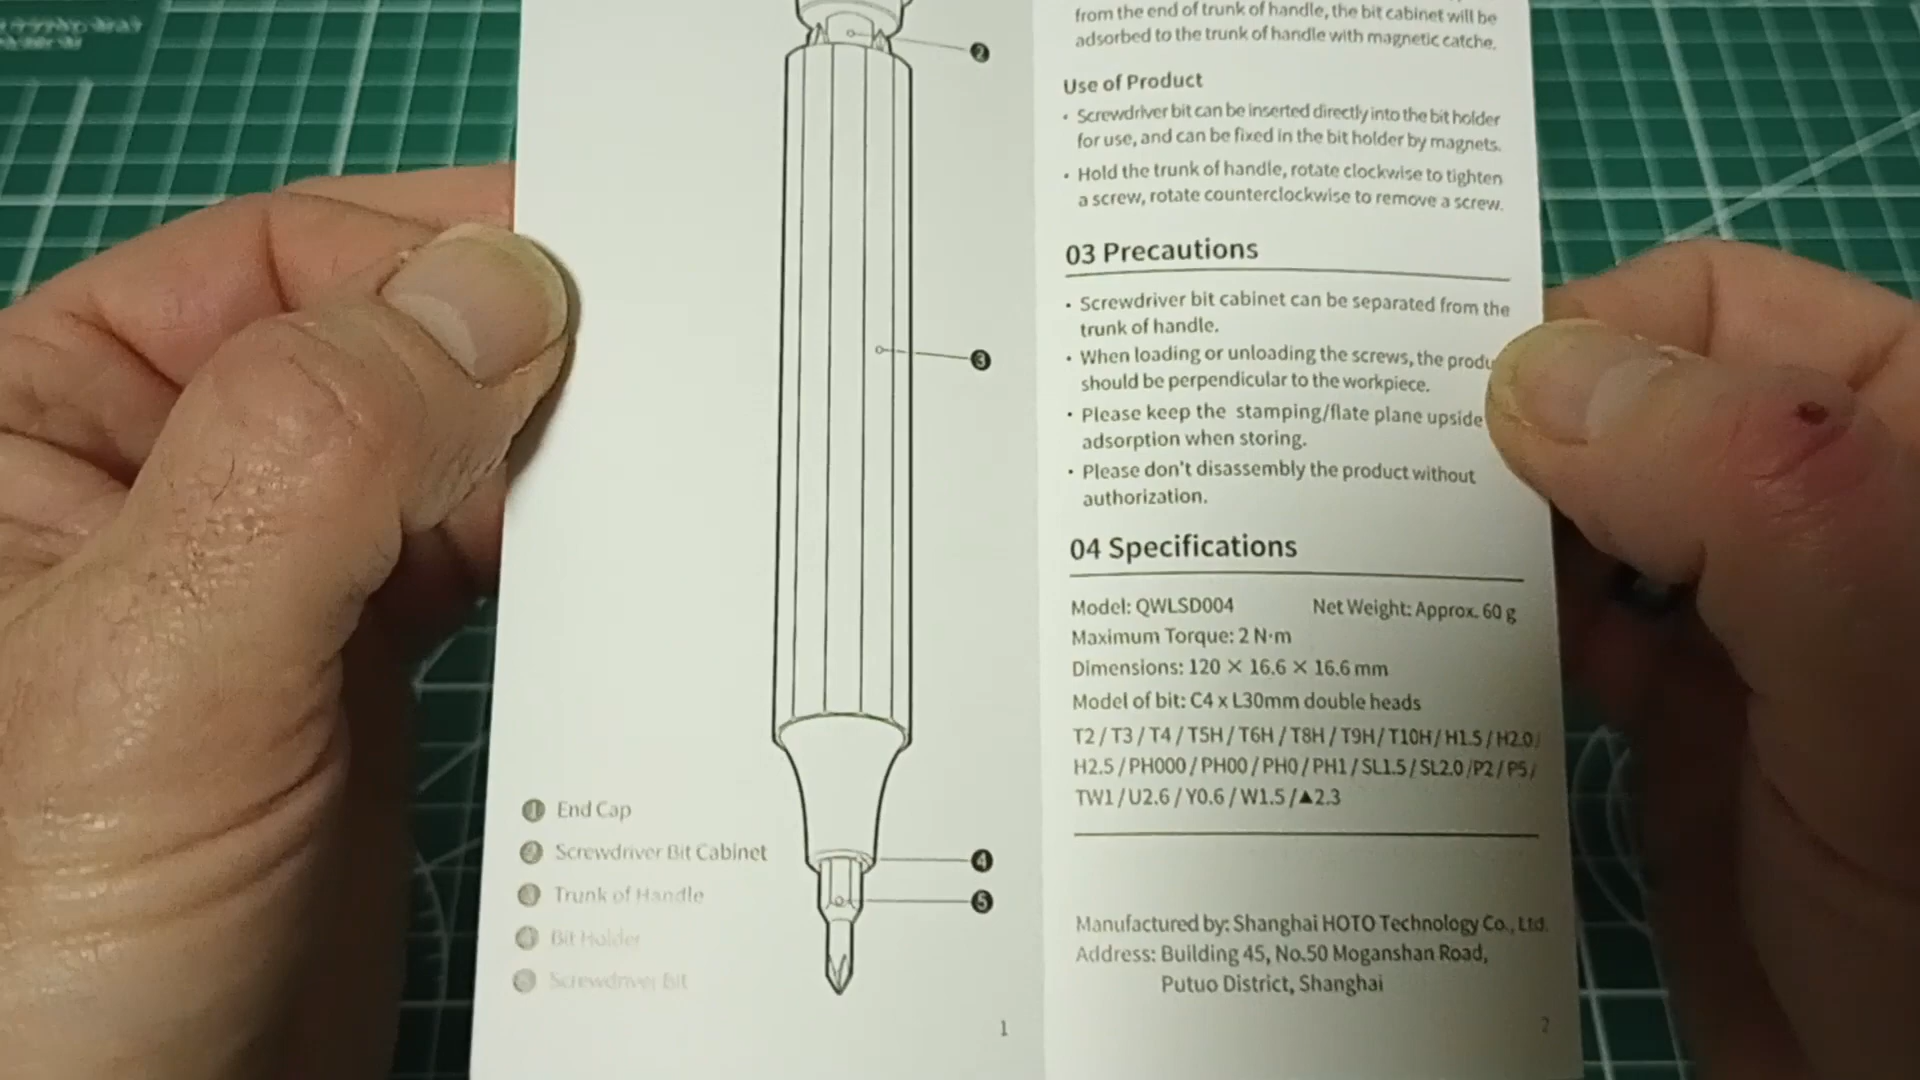 2
3
4
5
1 End Cap
2 Screwdriver Bit Cabinet
3 Trunk of Handle
4 Bit Holder
5 Screwdriver Bit
1
from the end of trunk of handle, the bit cabinet will be
adsorbed to the trunk of handle with magnetic catche.
Use of Product
• Screwdriver bit can be inserted directly into the bit holder
for use, and can be fixed in the bit holder by magnets.
• Hold the trunk of handle, rotate clockwise to tighten
a screw, rotate counterclockwise to remove a screw.
03 Precautions
• Screwdriver bit cabinet can be separated from the
trunk of handle.
• When loading or unloading the screws, the produ
should be perpendicular to the workpiece.
• Please keep the stamping/flate plane upside
adsorption when storing.
• Please don't disassembly the product without
authorization.
04 Specifications
Model: QWLSD004 Net Weight: Approx. 60 g
Maximum Torque: 2 N·m
Dimensions: 120 × 16.6 × 16.6 mm
Model of bit: C4 x L30mm double heads
T2 / T3 / T4 / T5H / T6H / T8H / T9H / T10H / H1.5 / H2.0 /
H2.5 / PH000 / PH00 / PH0 / PH1 / SL1.5 / SL2.0 / P2 / P5 /
TW1 / U2.6 / Y0.6 / W1.5 / ▲2.3
Manufactured by: Shanghai HOTO Technology Co., Ltd.
Address: Building 45, No.50 Moganshan Road,
Putuo District, Shanghai
2